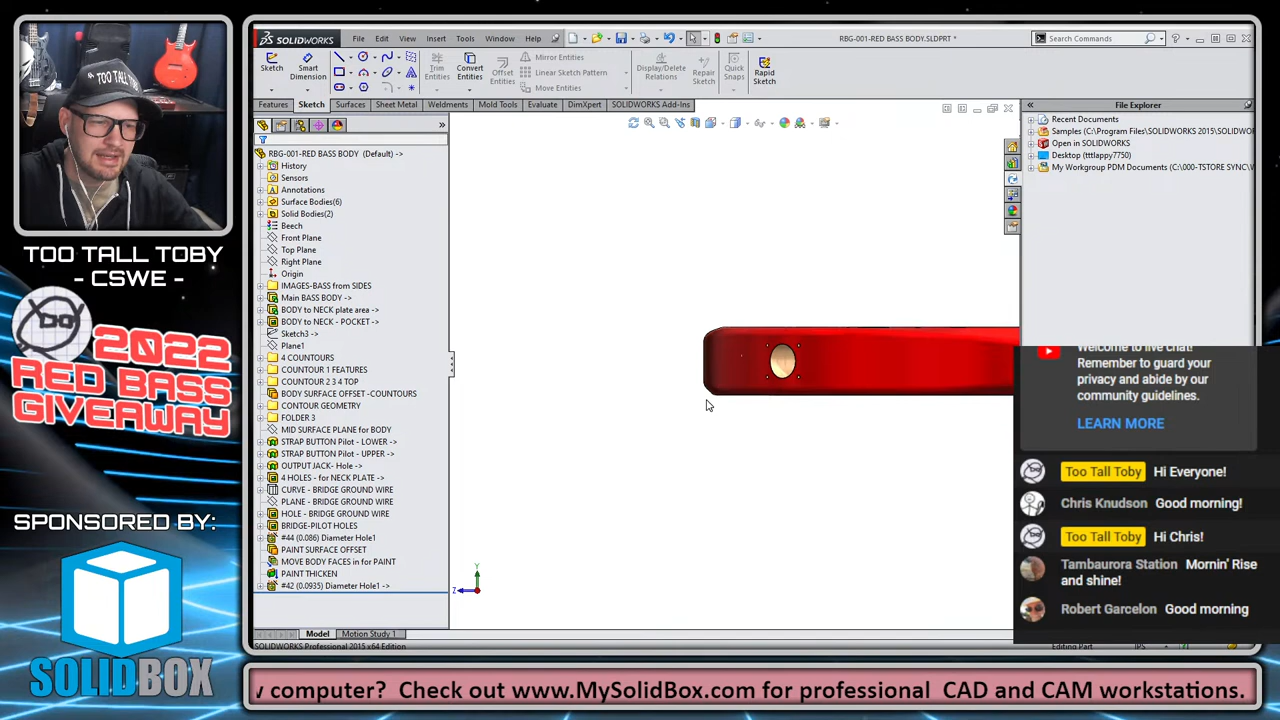 TOO TALL TOBY
TOO TALL TOBY
- CSWE -
2022
RED BASS
GIVEAWAY
SPONSORED BY:
SOLIDBOX
SOLIDWORKS File Edit View Insert Tools Window Help
RBG-001-RED BASS BODY.SLDPRT *
Search Commands
Sketch
Smart Dimension
Trim Entities
Convert Entities
Offset Entities
Mirror Entities
Linear Sketch Pattern
Move Entities
Display/Delete Relations
Repair Sketch
Quick Snaps
Rapid Sketch
Features Sketch Surfaces Sheet Metal Weldments Mold Tools Evaluate DimXpert SOLIDWORKS Add-Ins
RBG-001-RED BASS BODY (Default) ->
History
Sensors
Annotations
Surface Bodies(6)
Solid Bodies(2)
Beech
Front Plane
Top Plane
Right Plane
Origin
IMAGES-BASS from SIDES
Main BASS BODY ->
BODY to NECK plate area ->
BODY to NECK - POCKET ->
Sketch3 ->
Plane1
4 COUNTOURS
COUNTOUR 1 FEATURES
COUNTOUR 2 3 4 TOP
BODY SURFACE OFFSET -COUNTOURS
CONTOUR GEOMETRY
FOLDER 3
MID SURFACE PLANE for BODY
STRAP BUTTON Pilot - LOWER ->
STRAP BUTTON Pilot - UPPER ->
OUTPUT JACK- Hole ->
4 HOLES - for NECK PLATE ->
CURVE - BRIDGE GROUND WIRE
PLANE - BRIDGE GROUND WIRE
HOLE - BRIDGE GROUND WIRE
BRIDGE-PILOT HOLES
#44 (0.086) Diameter Hole1
PAINT SURFACE OFFSET
MOVE BODY FACES in for PAINT
PAINT THICKEN
#42 (0.0935) Diameter Hole1 ->
Y
Z
Model Motion Study 1
SOLIDWORKS Professional 2015 x64 Edition
Editing Part
IPS
File Explorer
Recent Documents
Samples (C:\Program Files\SOLIDWORKS 2015\SOLIDWO
Open in SOLIDWORKS
Desktop (tttlappy7750)
My Workgroup PDM Documents (C:\000-TSTORE SYNC\V
Welcome to live chat!
Remember to guard your
privacy and abide by our
community guidelines.
LEARN MORE
Too Tall Toby Hi Everyone!
Chris Knudson Good morning!
Too Tall Toby Hi Chris!
Tambaurora Station Mornin' Rise
and shine!
Robert Garcelon Good morning
computer? Check out www.MySolidBox.com for professional CAD and CAM workstations.